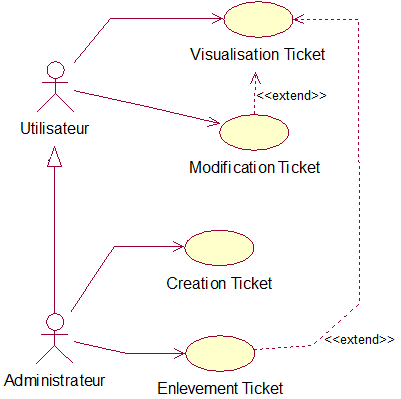 Visualisation Ticket
<<extend>>
Utilisateur
Modification Ticket
Creation Ticket
<<extend>>
Administrateur
Enlevement Ticket